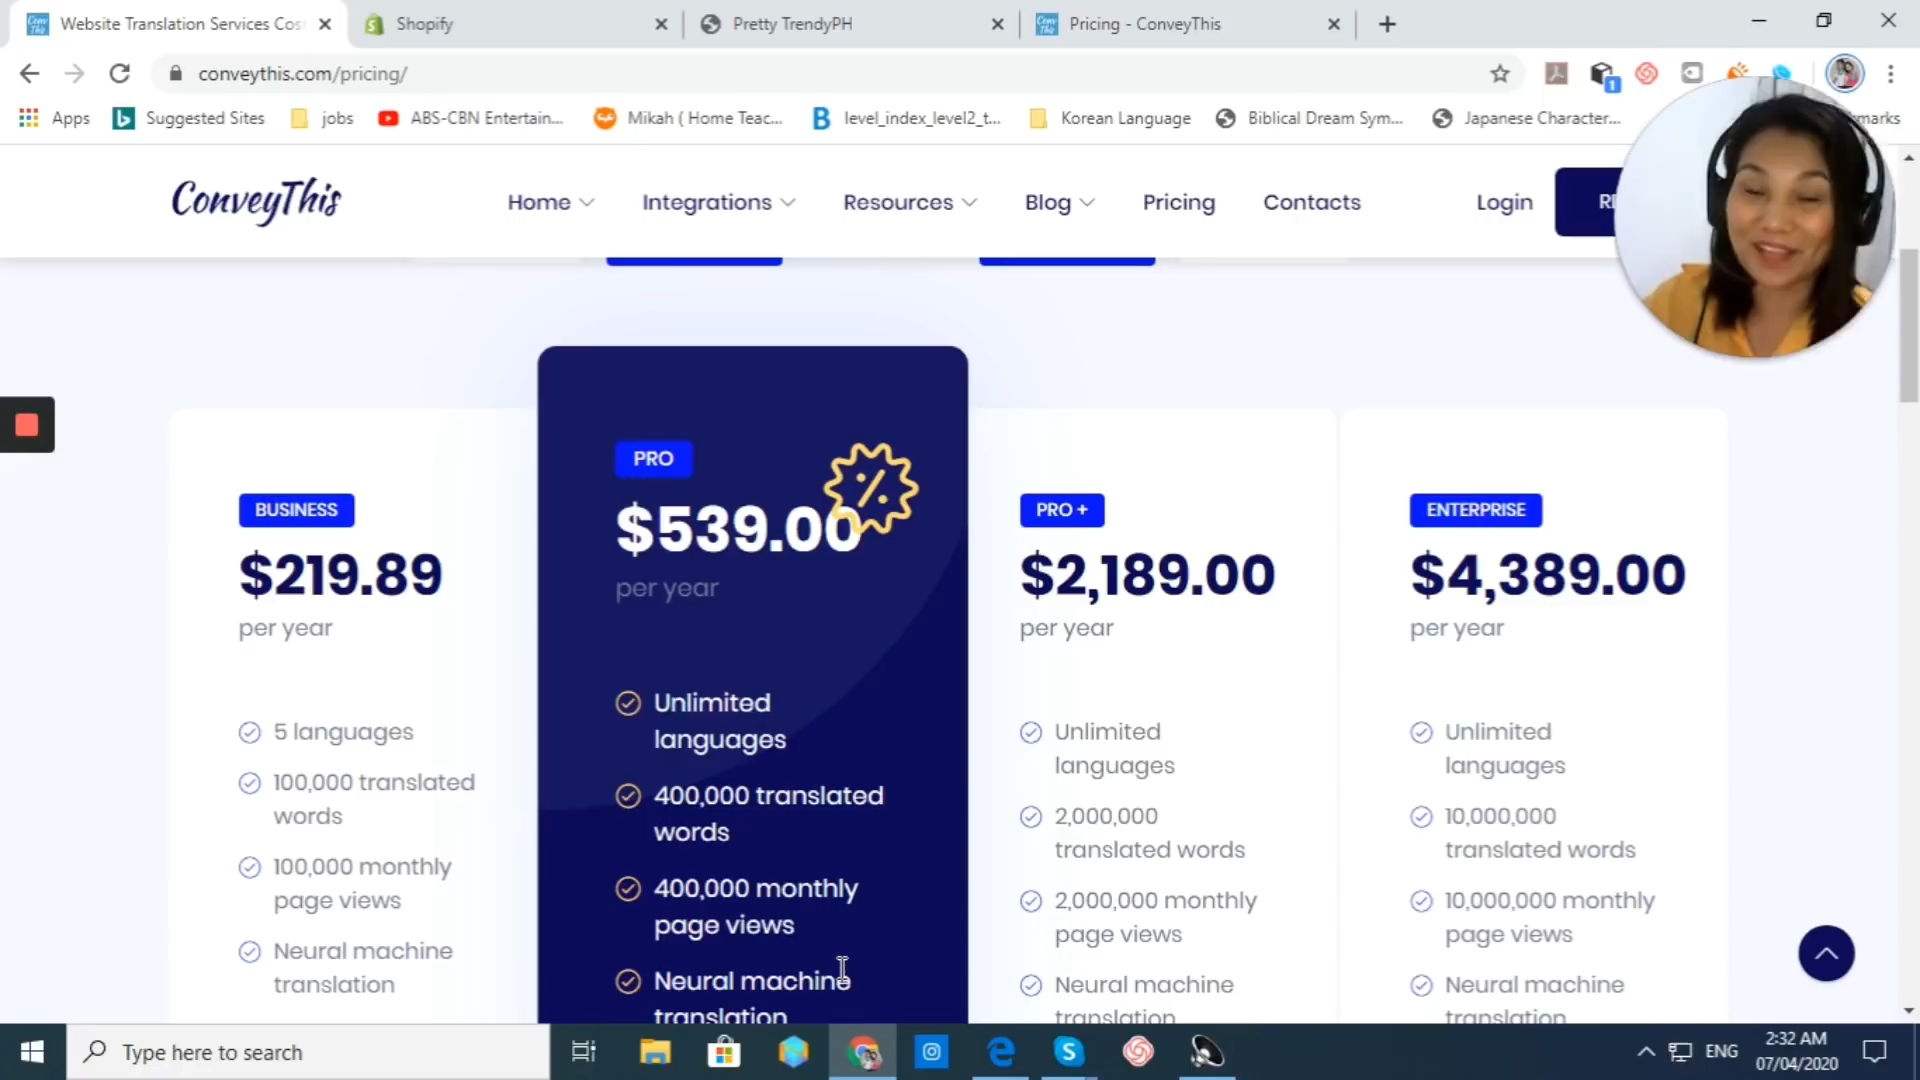 Website Translation Services Cos
Shopify
Pretty TrendyPH
Pricing - ConveyThis
conveythis.com/pricing/
1
Apps
Suggested Sites
jobs
ABS-CBN Entertain...
Mikah ( Home Teac...
level_index_level2_t...
Korean Language
Biblical Dream Sym...
Japanese Character...
ConveyThis
Home
Integrations
Resources
Blog
Pricing
Contacts
Login
BUSINESS
$219.89
per year
5 languages
100,000 translated
words
100,000 monthly
page views
Neural machine
translation
PRO
$539.00
per year
Unlimited
languages
400,000 translated
words
400,000 monthly
page views
Neural machine
translation
PRO +
$2,189.00
per year
Unlimited
languages
2,000,000
translated words
2,000,000 monthly
page views
Neural machine
translation
ENTERPRISE
$4,389.00
per year
Unlimited
languages
10,000,000
translated words
10,000,000 monthly
page views
Neural machine
translation
Type here to search
ENG
2:32 AM
07/04/2020